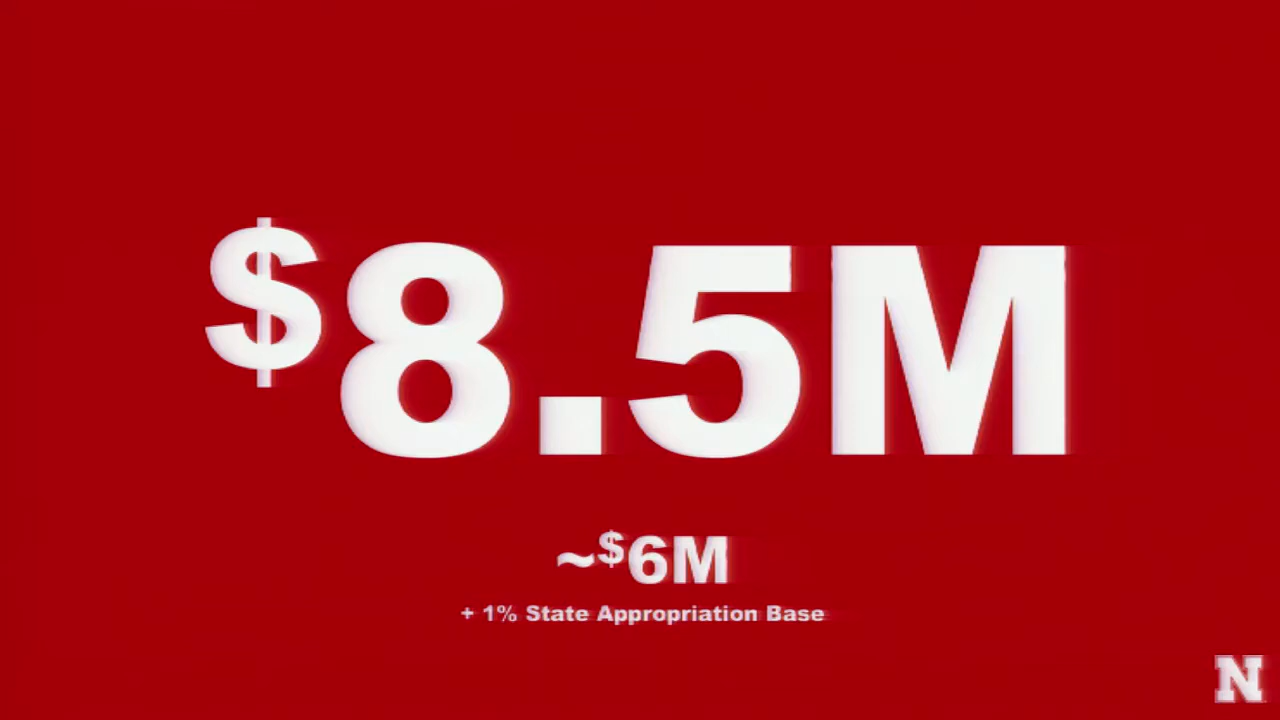 $8.5M
~$6M
+ 1% State Appropriation Base
N